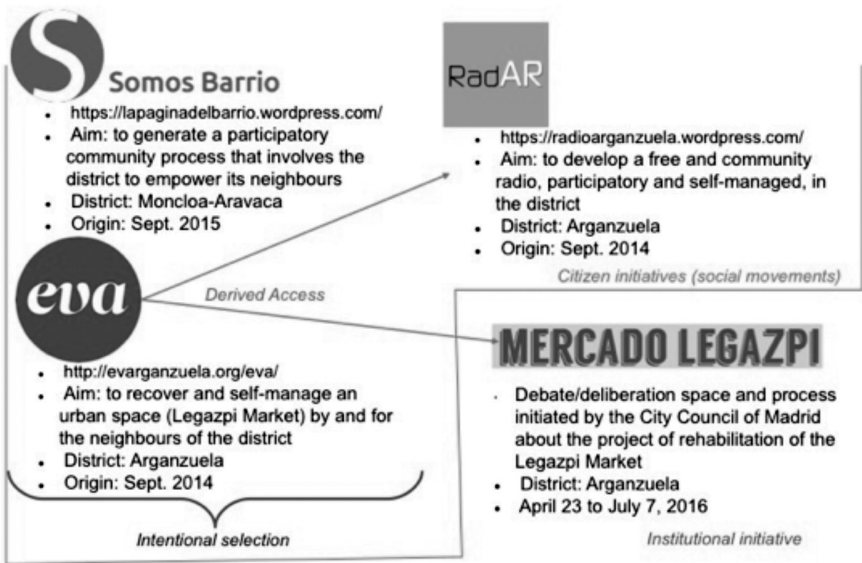 S
Somos Barrio
• https://lapaginadelbarrio.wordpress.com/
• Aim: to generate a participatory
community process that involves the
district to empower its neighbours
• District: Moncloa-Aravaca
• Origin: Sept. 2015
RadAR
• https://radioarganzuela.wordpress.com/
• Aim: to develop a free and community
radio, participatory and self-managed, in
the district
• District: Arganzuela
• Origin: Sept. 2014
Citizen initiatives (social movements)
eva
Derived Access
• http://evarganzuela.org/eva/
• Aim: to recover and self-manage an
urban space (Legazpi Market) by and for
the neighbours of the district
• District: Arganzuela
• Origin: Sept. 2014
Intentional selection
MERCADO LEGAZPI
· Debate/deliberation space and process
initiated by the City Council of Madrid
about the project of rehabilitation of the
Legazpi Market
• District: Arganzuela
• April 23 to July 7, 2016
Institutional initiative